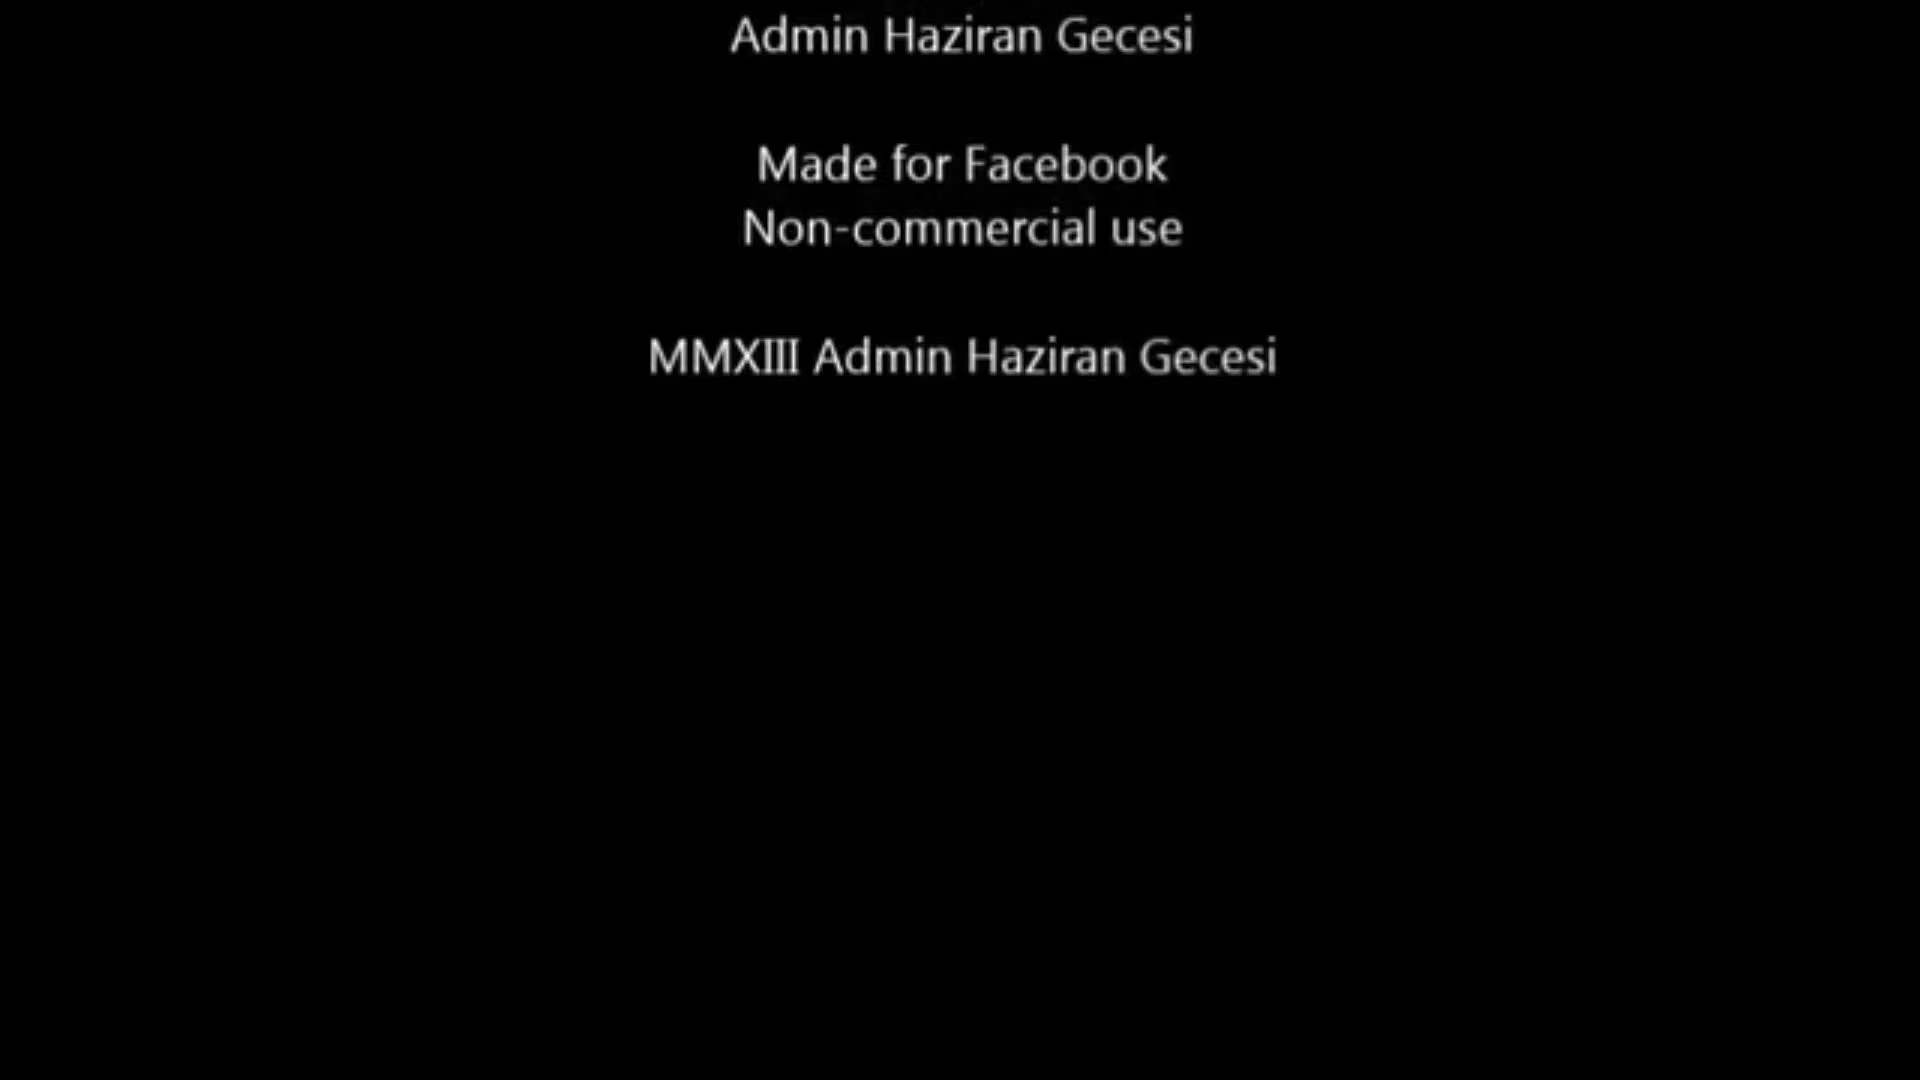 Admin Haziran Gecesi
Made for Facebook
Non-commercial use
MMXIII Admin Haziran Gecesi